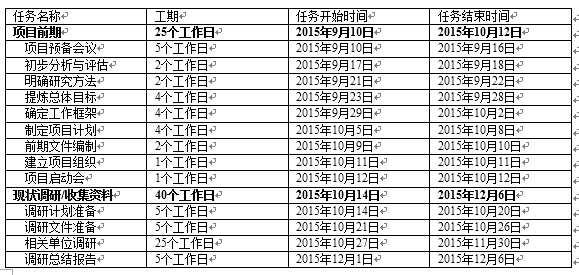 任务名称 工期 任务开始时间 任务结束时间
项目前期 25个工作日 2015年9月10日 2015年10月12日
项目预备会议 5个工作日 2015年9月10日 2015年9月16日
初步分析与评估 2个工作日 2015年9月17日 2015年9月18日
明确研究方法 2个工作日 2015年9月21日 2015年9月22日
提炼总体目标 4个工作日 2015年9月23日 2015年9月28日
确定工作框架 4个工作日 2015年9月29日 2015年10月2日
制定项目计划 4个工作日 2015年10月5日 2015年10月8日
前期文件编制 2个工作日 2015年10月9日 2015年10月10日
建立项目组织 1个工作日 2015年10月11日 2015年10月11日
项目启动会 1个工作日 2015年10月12日 2015年10月12日
现状调研/收集资料 40个工作日 2015年10月14日 2015年12月6日
调研计划准备 5个工作日 2015年10月14日 2015年10月20日
调研文件准备 5个工作日 2015年10月21日 2015年10月26日
相关单位调研 25个工作日 2015年10月27日 2015年11月30日
调研总结报告 5个工作日 2015年12月1日 2015年12月6日